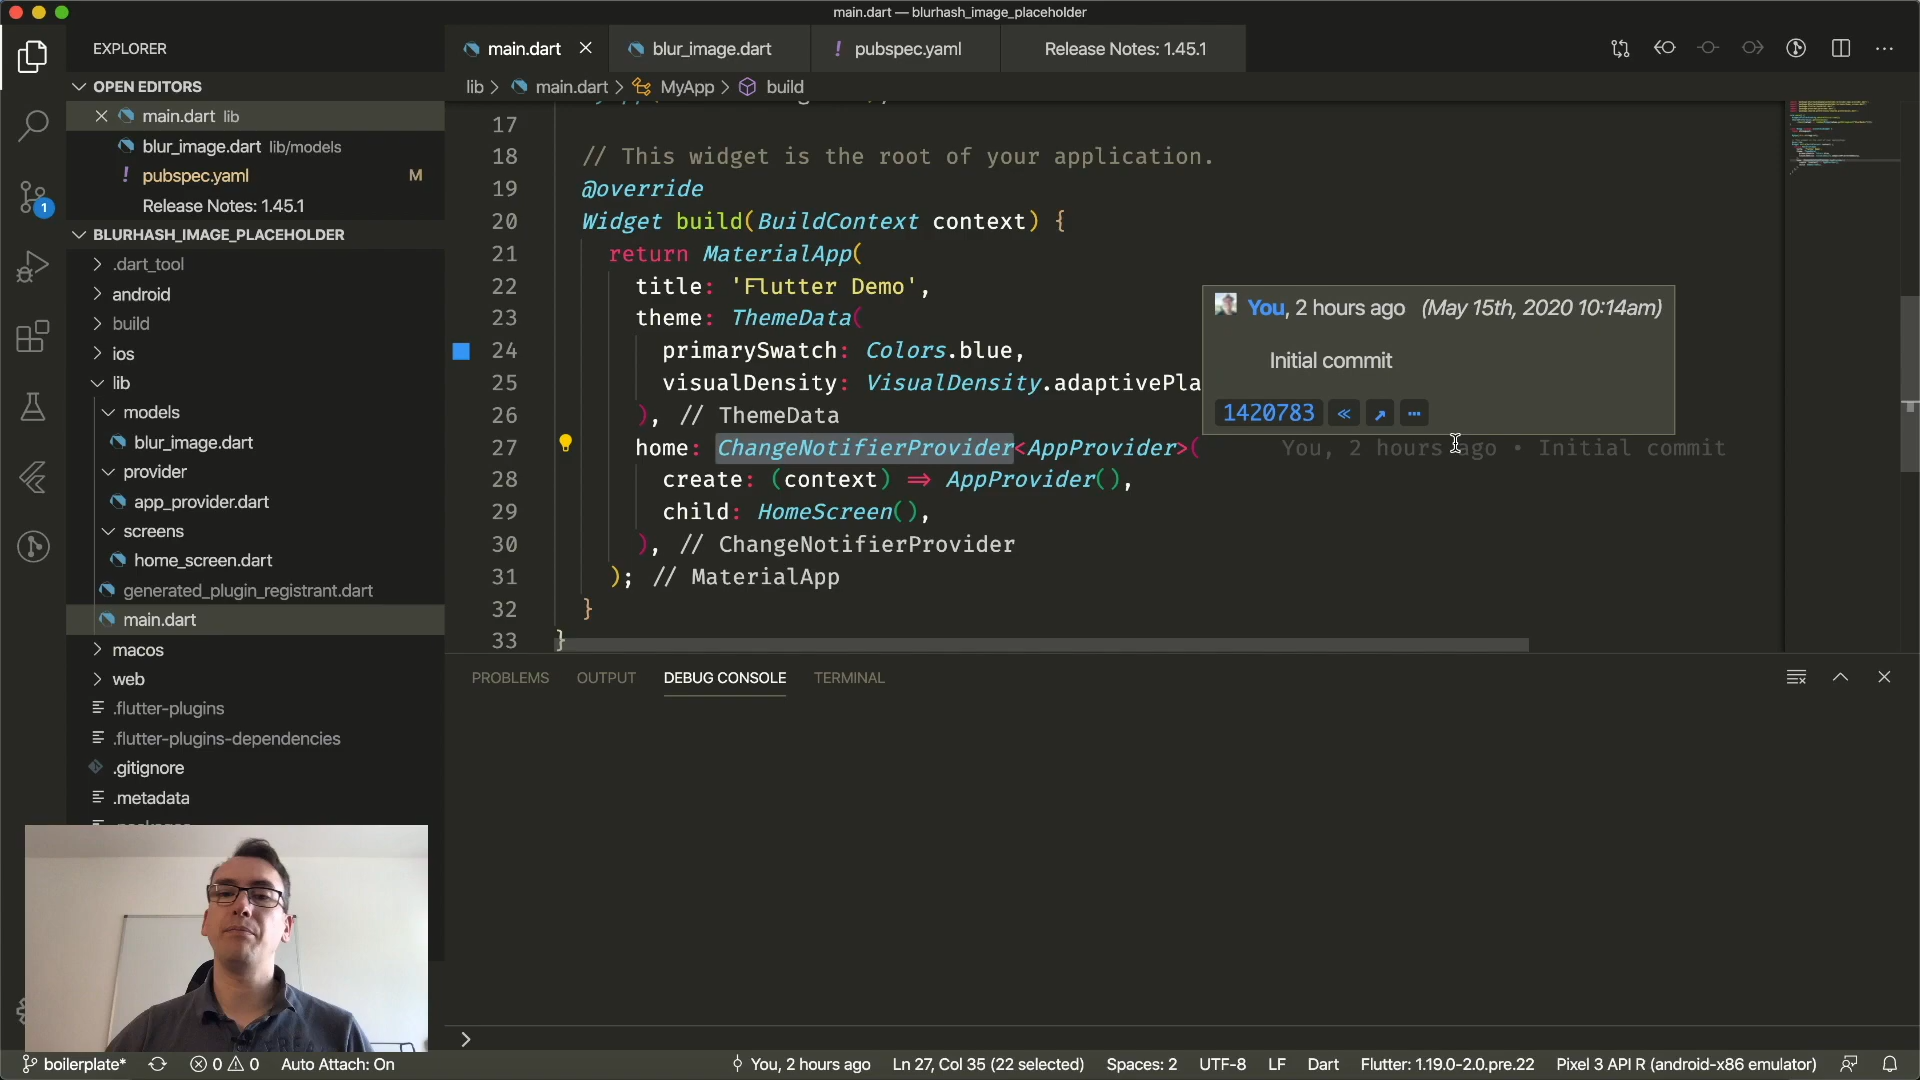 main.dart — blurhash_image_placeholder
EXPLORER
OPEN EDITORS
main.dart lib
blur_image.dart lib/models
! pubspec.yaml M
Release Notes: 1.45.1
1
BLURHASH_IMAGE_PLACEHOLDER
.dart_tool
android
build
ios
lib
models
blur_image.dart
provider
app_provider.dart
screens
home_screen.dart
generated_plugin_registrant.dart
main.dart
macos
web
.flutter-plugins
.flutter-plugins-dependencies
.gitignore
.metadata
main.dart
blur_image.dart
! pubspec.yaml
Release Notes: 1.45.1
lib > main.dart > MyApp > build
17
18 // This widget is the root of your application.
19 @override
20 Widget build(BuildContext context) {
21 return MaterialApp(
22 title: 'Flutter Demo',
23 theme: ThemeData(
24 primarySwatch: Colors.blue,
25 visualDensity: VisualDensity.adaptivePla
26 ), // ThemeData
27 home: ChangeNotifierProvider<AppProvider>( You, 2 hours ago • Initial commit
28 create: (context) => AppProvider(),
29 child: HomeScreen(),
30 ), // ChangeNotifierProvider
31 ); // MaterialApp
32 }
33 }
You, 2 hours ago (May 15th, 2020 10:14am)
Initial commit
1420783 « ↗ ···
PROBLEMS OUTPUT DEBUG CONSOLE TERMINAL
>
boilerplate* 0 0 Auto Attach: On You, 2 hours ago Ln 27, Col 35 (22 selected) Spaces: 2 UTF-8 LF Dart Flutter: 1.19.0-2.0.pre.22 Pixel 3 API R (android-x86 emulator)